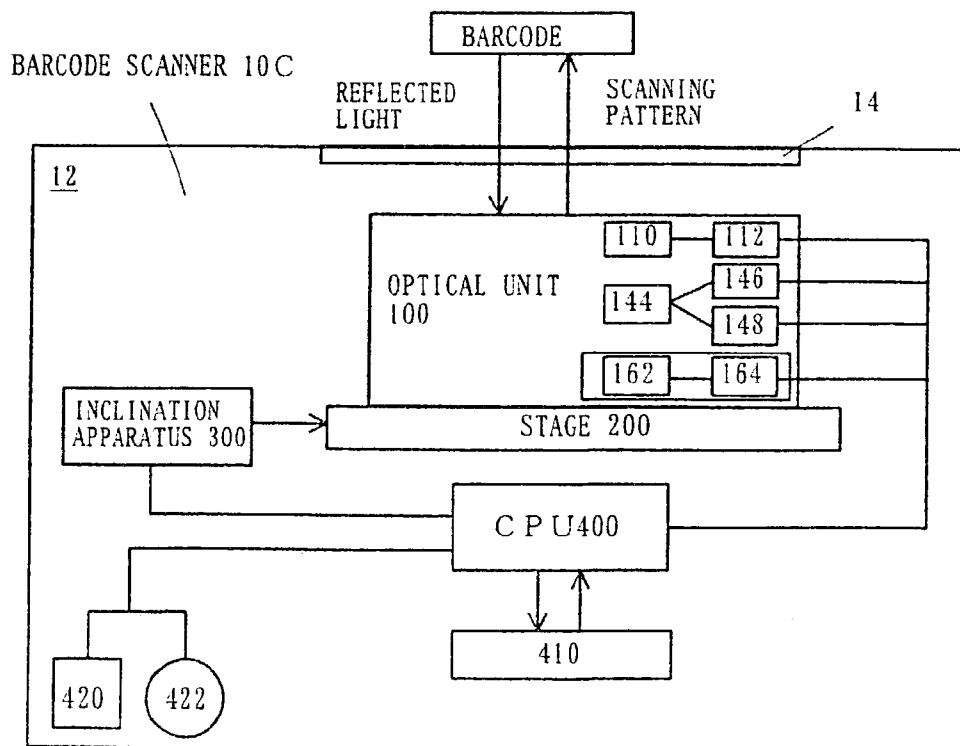 BARCODE
BARCODE SCANNER 10C
REFLECTED
LIGHT
SCANNING
PATTERN
14
12
110
112
OPTICAL UNIT
100
144
146
148
162
164
INCLINATION
APPARATUS 300
STAGE 200
CPU400
410
420
422